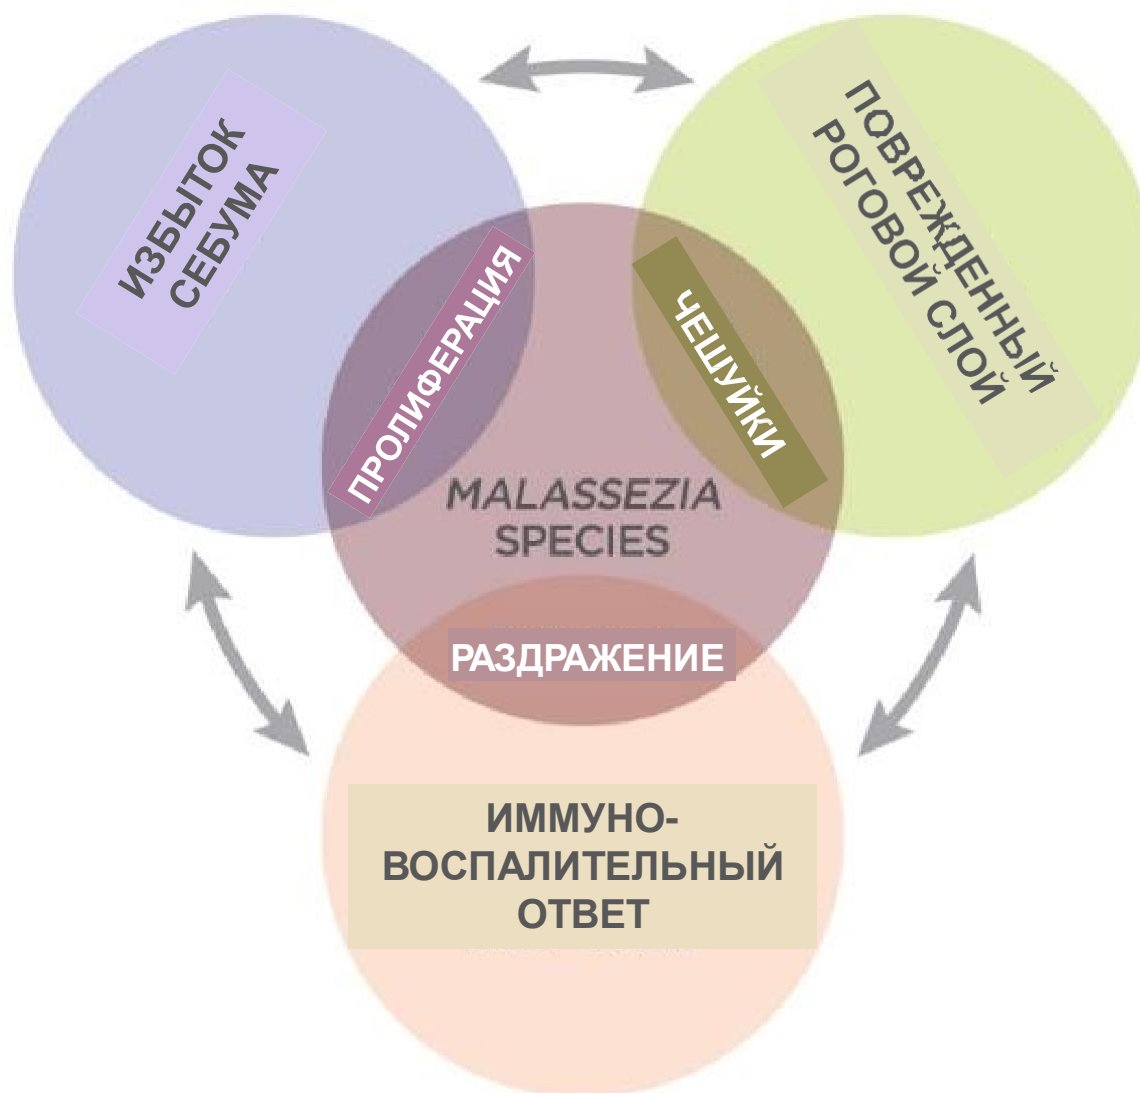 ИЗБЫТОК
СЕБУМА
ПОВРЕЖДЕННЫЙ
РОГОВОЙ СЛОЙ
ПРОЛИФЕРАЦИЯ
ЧЕШУЙКИ
MALASSEZIA
SPECIES
РАЗДРАЖЕНИЕ
ИММУНО-
ВОСПАЛИТЕЛЬНЫЙ
ОТВЕТ